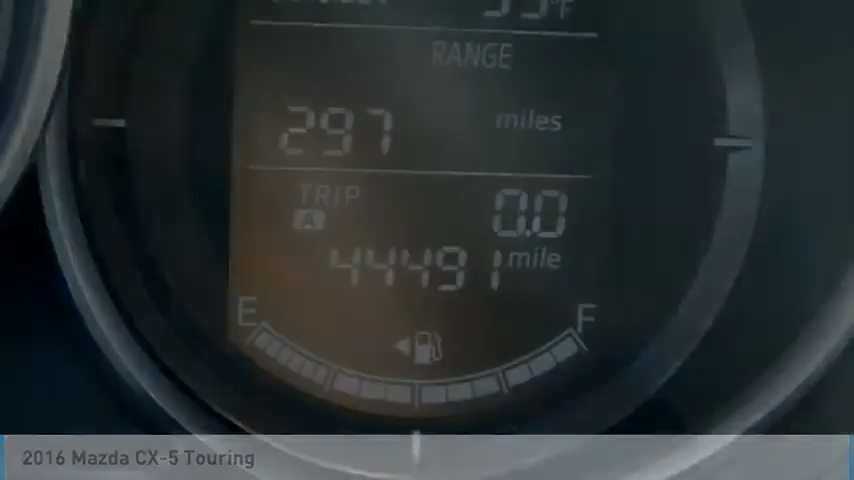 RANGE
297 miles
TRIP
A 0.0
44491 mile
E F
2016 Mazda CX-5 Touring